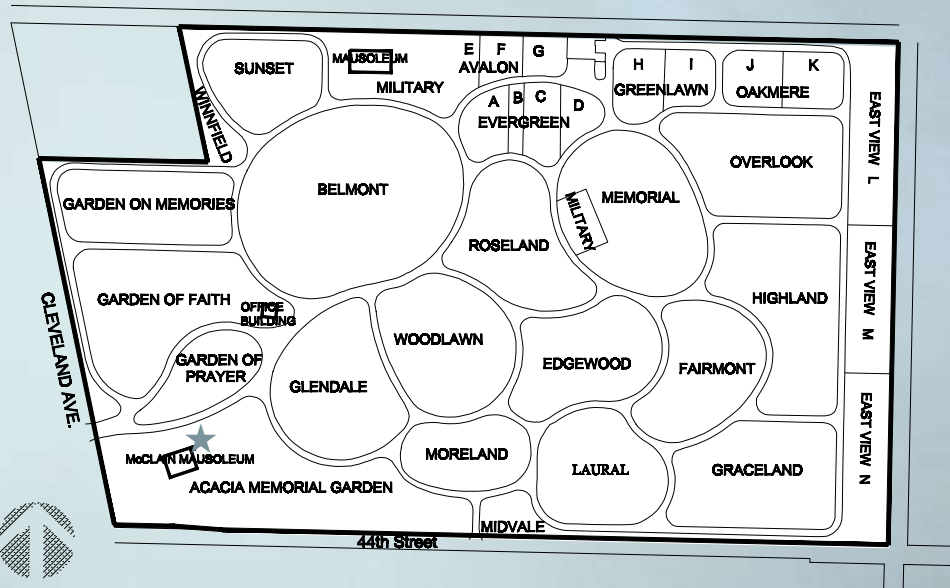 SUNSET
MAUSOLEUM
MILITARY
E F G
AVALON
A B C D
EVERGREEN
H I
GREENLAWN
J K
OAKMERE
EAST VIEW L
WINNFIELD
BELMONT
OVERLOOK
GARDEN ON MEMORIES
MEMORIAL
MILITARY
ROSELAND
EAST VIEW M
GARDEN OF FAITH
OFFICE
BUILDING
HIGHLAND
CLEVELAND AVE.
WOODLAWN
GARDEN OF
PRAYER
GLENDALE
EDGEWOOD
FAIRMONT
EAST VIEW N
McCLAIN MAUSOLEUM
MORELAND
LAURAL
GRACELAND
ACACIA MEMORIAL GARDEN
MIDVALE
44th Street